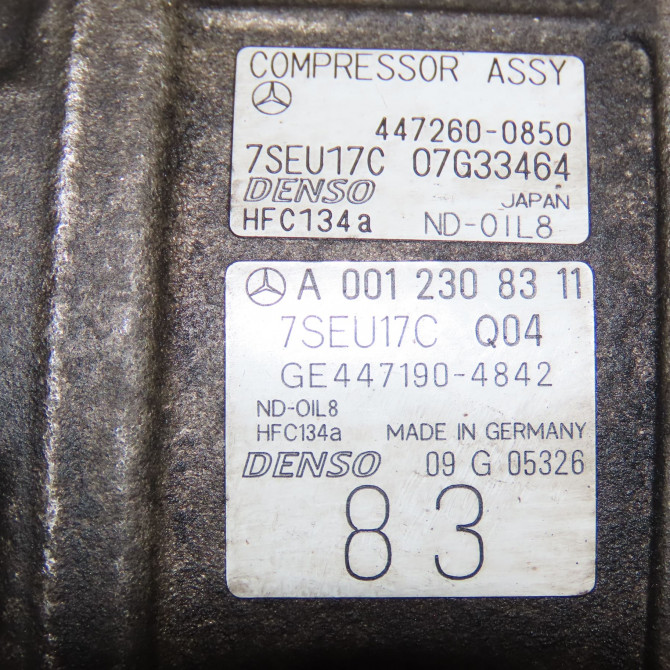 COMPRESSOR ASSY
447260-0850
7SEU17C 07G33464
DENSO JAPAN
HFC134a ND-OIL8
A 001 230 83 11
7SEU17C Q04
GE447190-4842
ND-OIL8
HFC134a MADE IN GERMANY
DENSO 09 G 05326
83